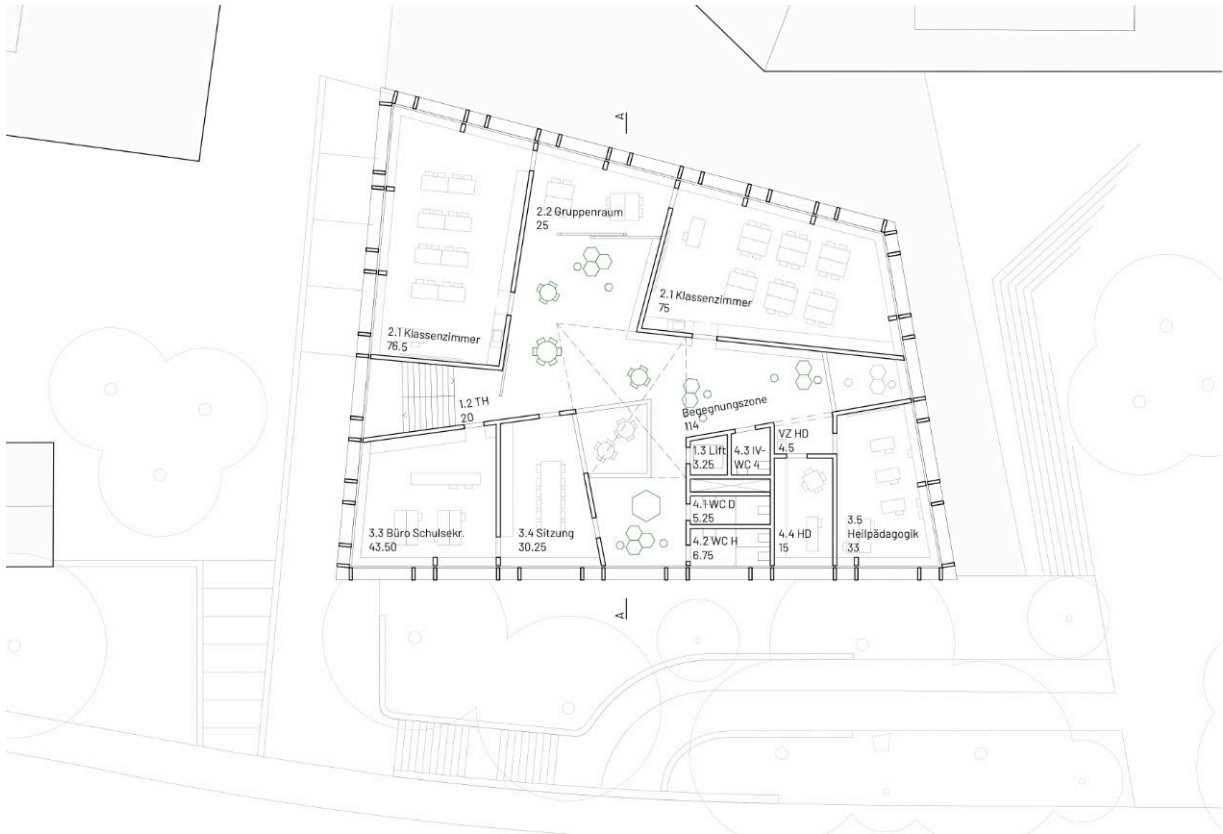 A
2.2 Gruppenraum
25
2.1 Klassenzimmer
75
2.1 Klassenzimmer
76.5
1.2 TH
20
Begegnungszone
114
VZ HD
4.5
1.3 Lift
3.25
4.3 IV-
WC 4
4.1 WC D
5.25
3.3 Büro Schulsekr.
43.50
3.4 Sitzung
30.25
4.2 WC H
6.75
4.4 HD
15
3.5
Heilpädagogik
33
A